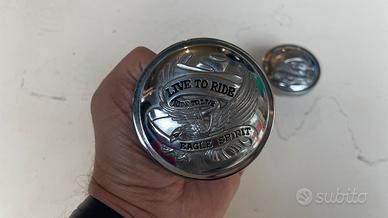 LIVE TO RIDE
RIDE TO LIVE
EAGLE SPIRIT
subito